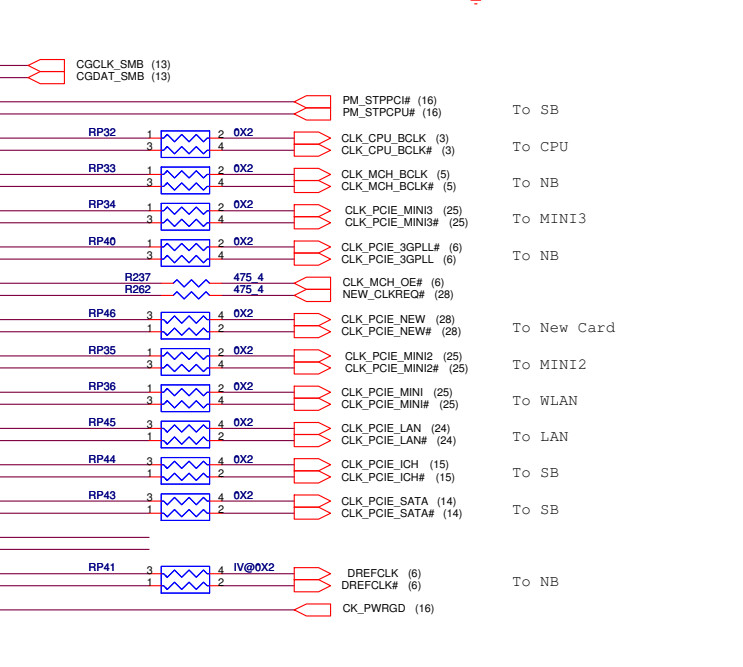 CGCLK_SMB (13)
CGDAT_SMB (13)
PM_STPPCI# (16)
PM_STPCPU# (16)
To SB
RP32 1 2 0X2 CLK_CPU_BCLK (3)
3 4 CLK_CPU_BCLK# (3)
To CPU
RP33 1 2 0X2 CLK_MCH_BCLK (5)
3 4 CLK_MCH_BCLK# (5)
To NB
RP34 1 2 0X2 CLK_PCIE_MINI3 (25)
3 4 CLK_PCIE_MINI3# (25)
To MINI3
RP40 1 2 0X2 CLK_PCIE_3GPLL# (6)
3 4 CLK_PCIE_3GPLL (6)
To NB
R237 475_4 CLK_MCH_OE# (6)
R262 475_4 NEW_CLKREQ# (28)
RP46 3 4 0X2 CLK_PCIE_NEW (28)
1 2 CLK_PCIE_NEW# (28)
To New Card
RP35 1 2 0X2 CLK_PCIE_MINI2 (25)
3 4 CLK_PCIE_MINI2# (25)
To MINI2
RP36 1 2 0X2 CLK_PCIE_MINI (25)
3 4 CLK_PCIE_MINI# (25)
To WLAN
RP45 3 4 0X2 CLK_PCIE_LAN (24)
1 2 CLK_PCIE_LAN# (24)
To LAN
RP44 3 4 0X2 CLK_PCIE_ICH (15)
1 2 CLK_PCIE_ICH# (15)
To SB
RP43 3 4 0X2 CLK_PCIE_SATA (14)
1 2 CLK_PCIE_SATA# (14)
To SB
RP41 3 4 IV@0X2 DREFCLK (6)
1 2 DREFCLK# (6)
To NB
CK_PWRGD (16)